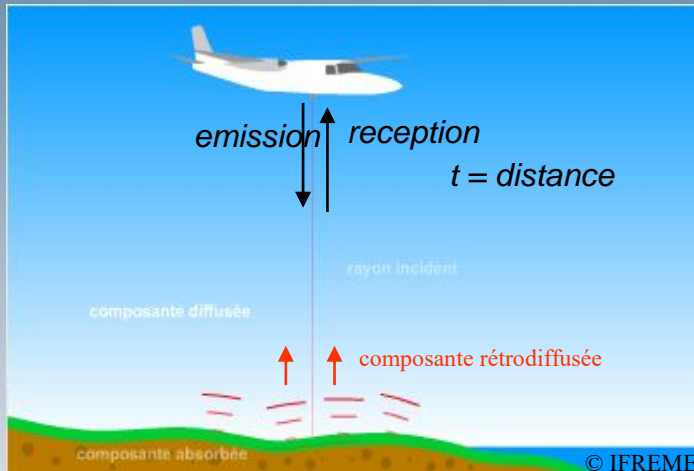 emission
reception
t = distance
rayon incident
composante diffusée
composante rétrodiffusée
composante absorbée
© IFREME